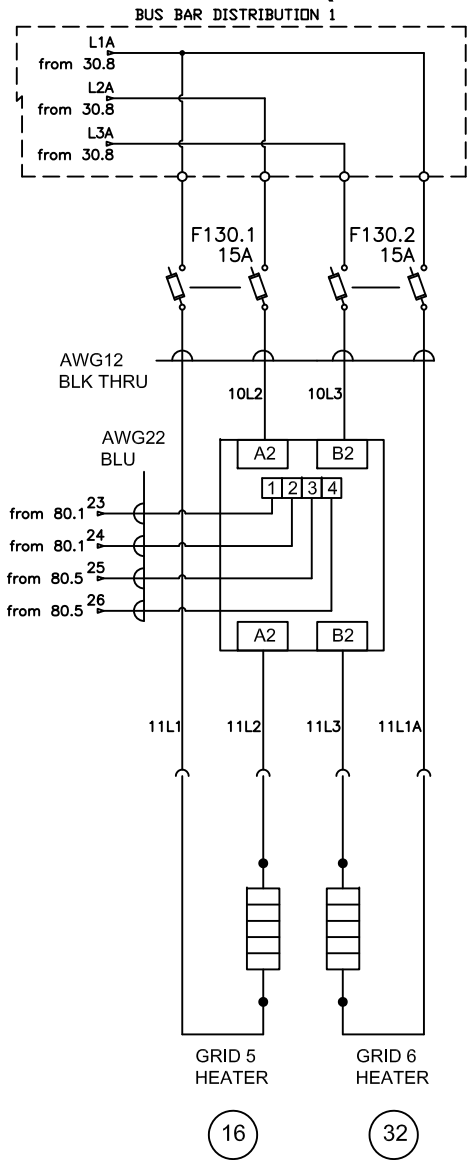 BUS BAR DISTRIBUTION 1
L1A
from 30.8
L2A
from 30.8
L3A
from 30.8
F130.1
15A
F130.2
15A
AWG12
BLK THRU
10L2
10L3
AWG22
BLU
A2
B2
1 2 3 4
from 80.1 23
from 80.1 24
from 80.5 25
from 80.5 26
A2
B2
11L1
11L2
11L3
11L1A
GRID 5
HEATER
GRID 6
HEATER
16
32